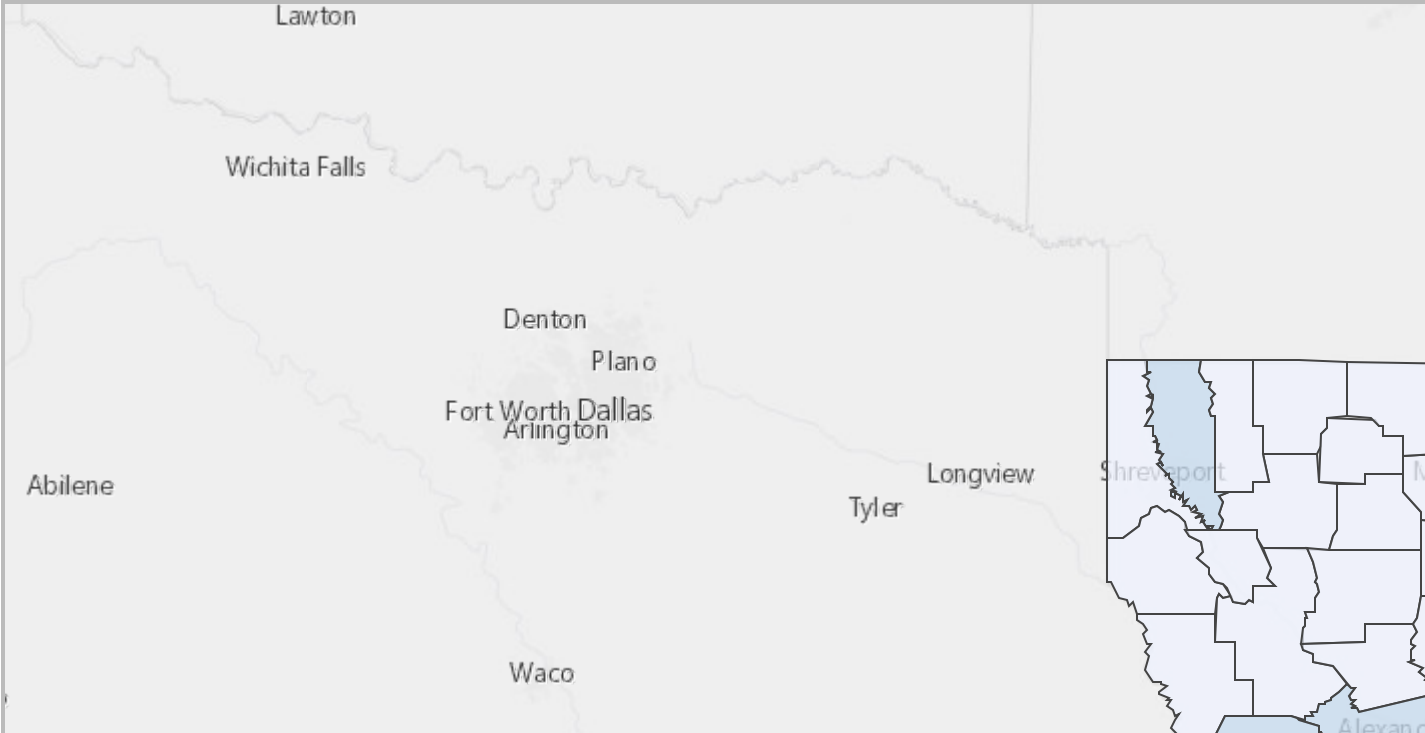 Lawton
Wichita Falls
Denton
Plano
Fort Worth Dallas
Arlington
Shreveport
Longview
Abilene
Tyler
Waco